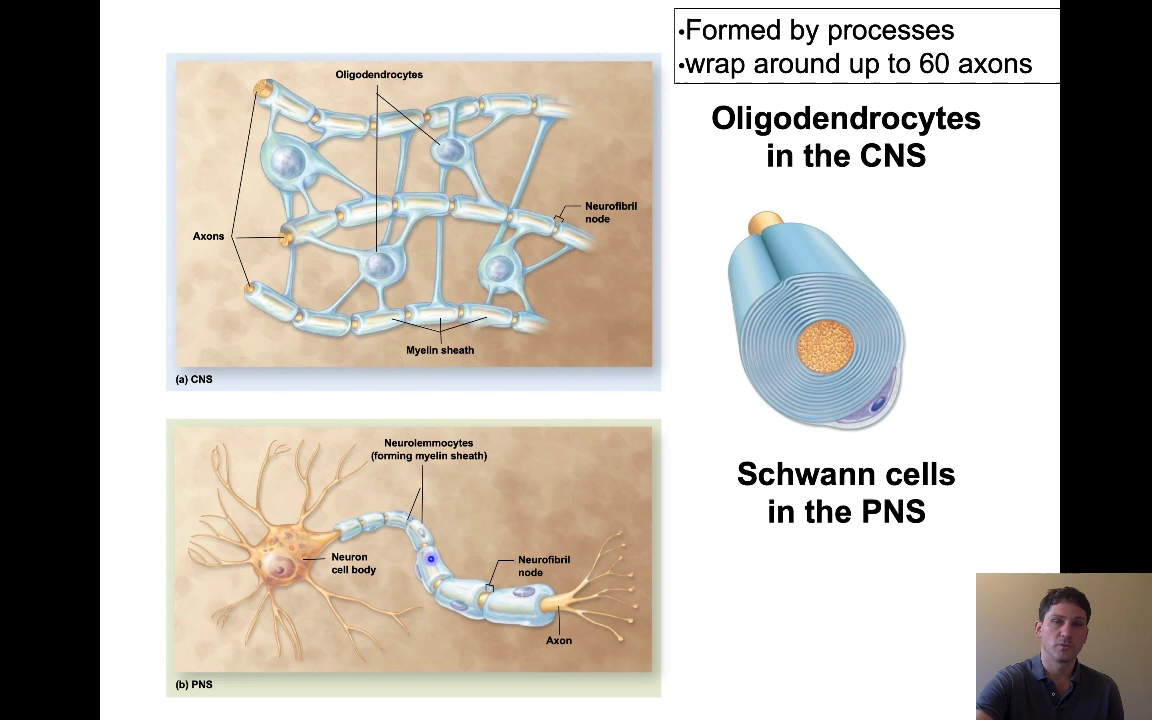 •Formed by processes
•wrap around up to 60 axons
Oligodendrocytes
in the CNS
Oligodendrocytes
Neurofibril
node
Axons
Myelin sheath
(a) CNS
Neurolemmocytes
(forming myelin sheath)
Schwann cells
in the PNS
Neuron
cell body
Neurofibril
node
Axon
(b) PNS